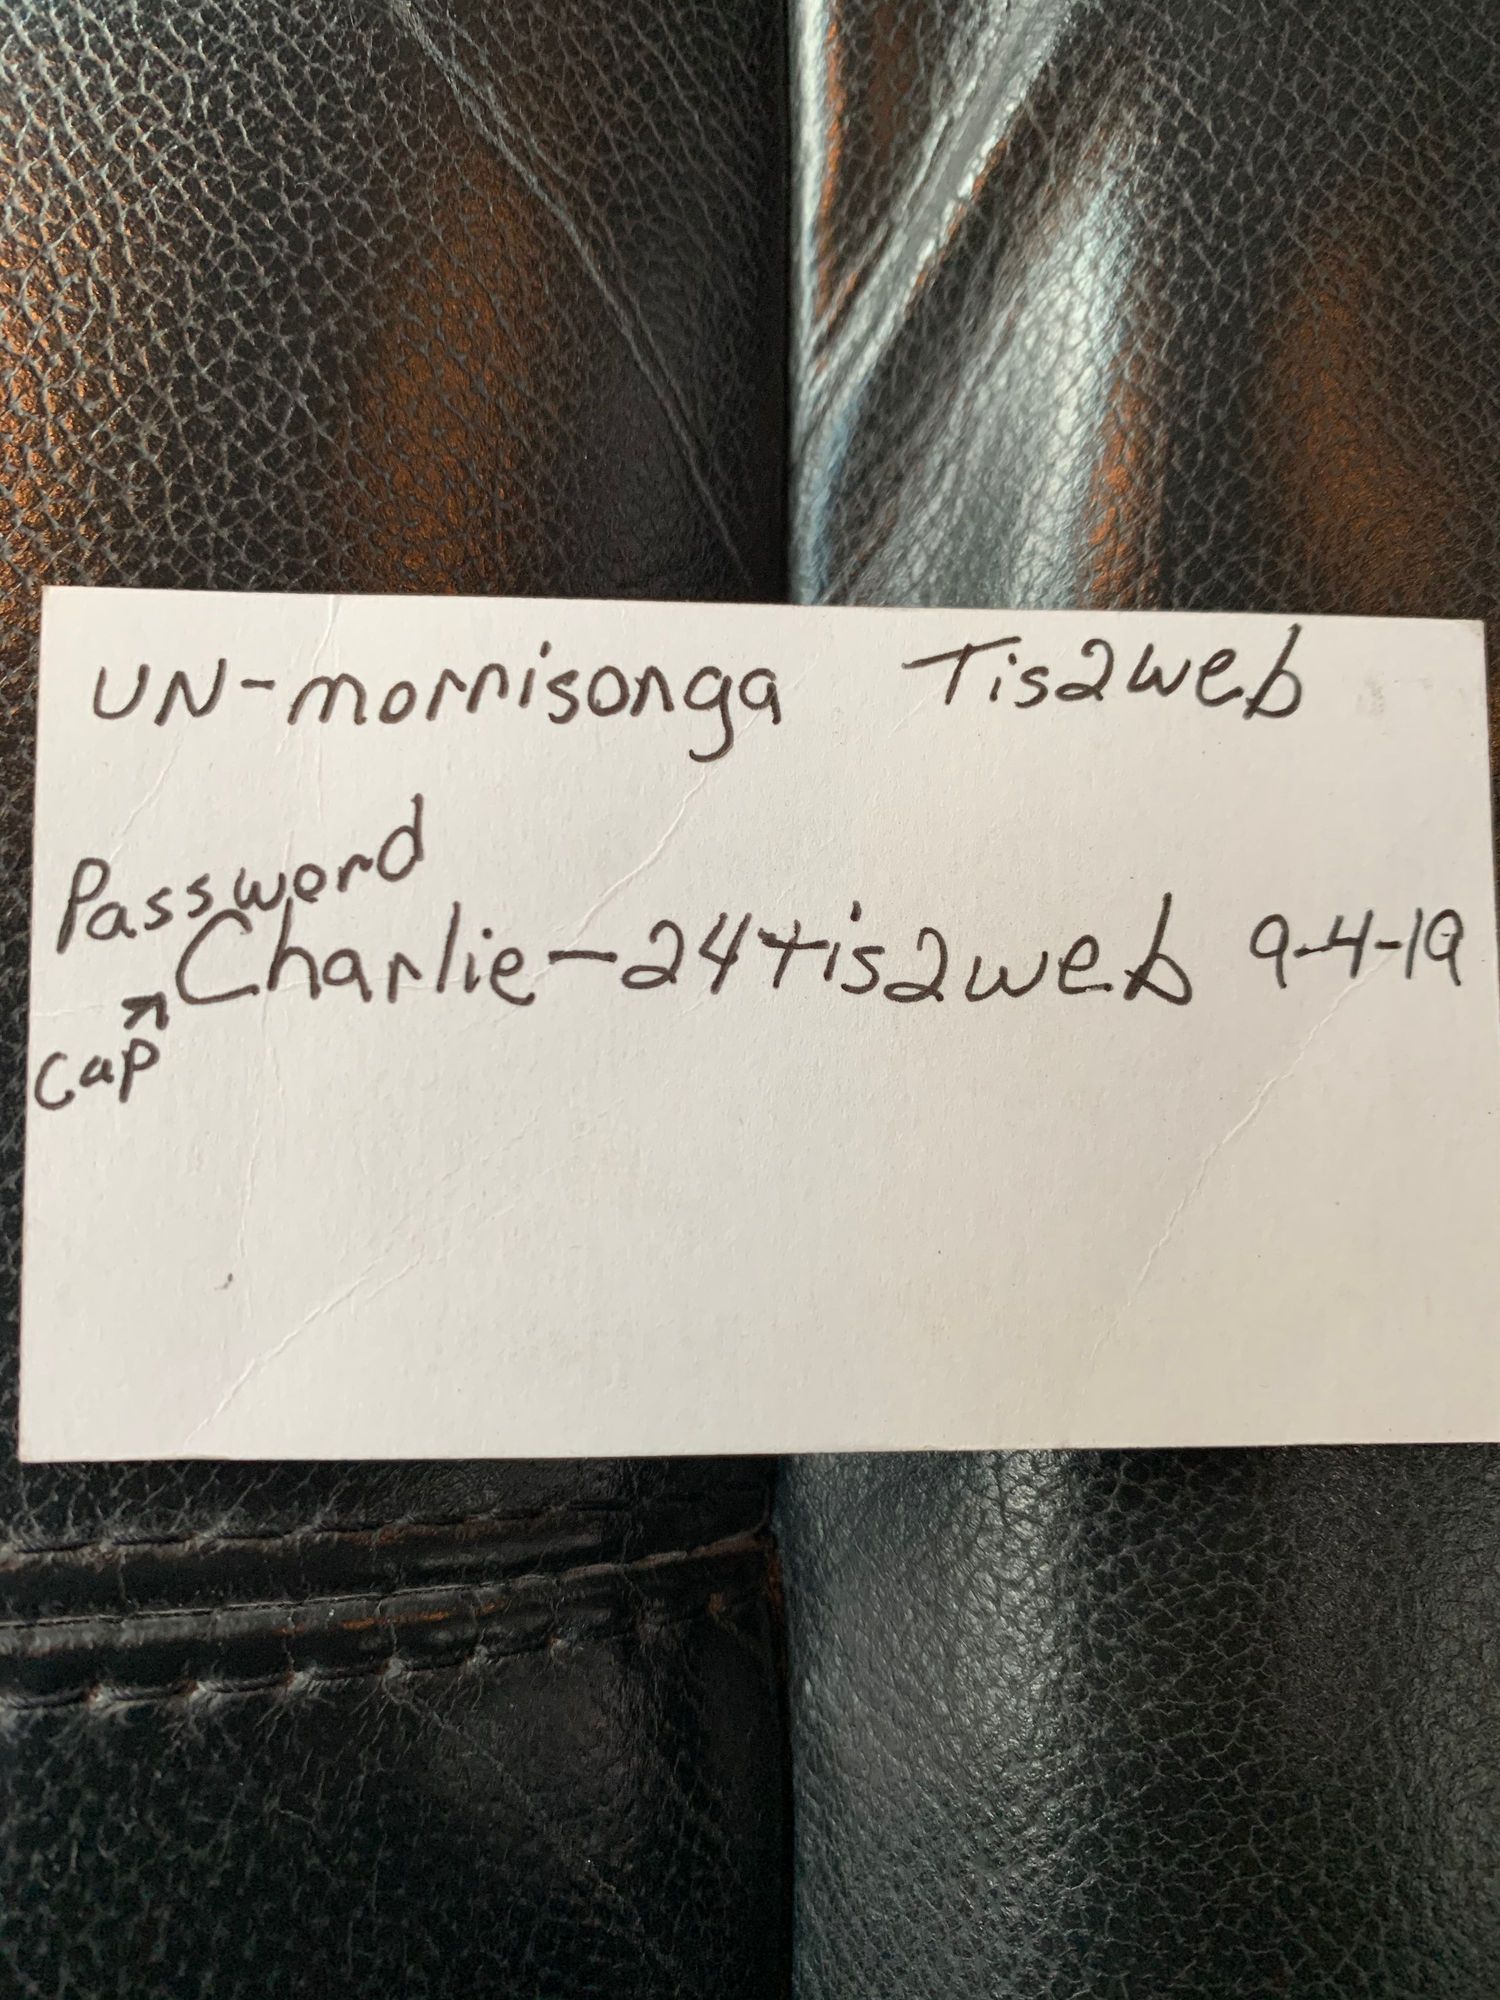 UN-morrisonga Tis2web
Password
Charlie-24tis2web 9-4-19
cap